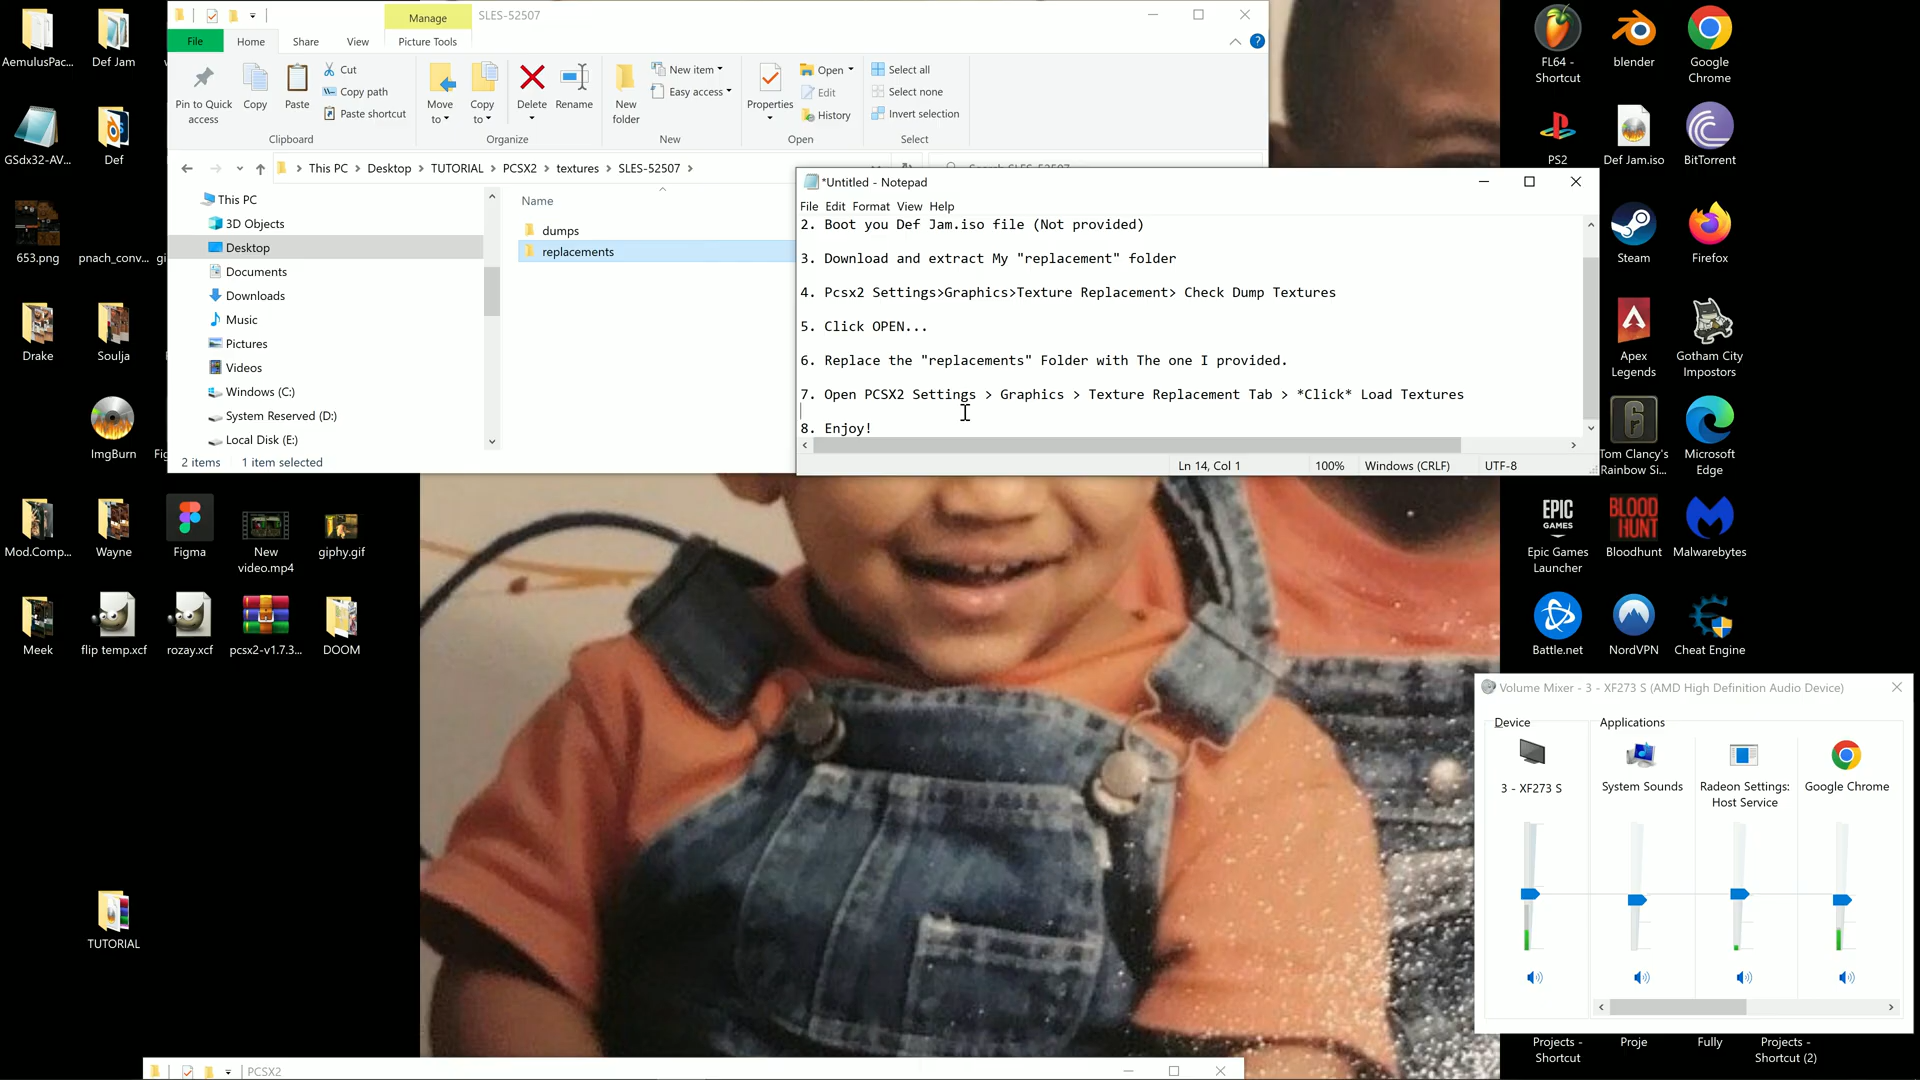 AemulusPac...
Def Jam
GSdx32-AV...
Def
653.png
pnach_conv...
Drake
Soulja
ImgBurn
Mod.Comp...
Wayne
Figma
New
video.mp4
giphy.gif
Meek
flip temp.xcf
rozay.xcf
pcsx2-v1.7.3...
DOOM
TUTORIAL
Manage
SLES-52507
File
Home
Share
View
Picture Tools
Pin to Quick
access
Copy
Paste
Cut
Copy path
Paste shortcut
Clipboard
Move
to
Copy
to
Delete
Rename
Organize
New
folder
New item
Easy access
New
Properties
Open
Edit
History
Open
Select all
Select none
Invert selection
Select
This PC
Desktop
TUTORIAL
PCSX2
textures
SLES-52507
Search SLES-52507
This PC
3D Objects
Desktop
Documents
Downloads
Music
Pictures
Videos
Windows (C:)
System Reserved (D:)
Local Disk (E:)
Name
dumps
replacements
2 items
1 item selected
*Untitled - Notepad
File Edit Format View Help
2. Boot you Def Jam.iso file (Not provided)
3. Download and extract My "replacement" folder
4. Pcsx2 Settings>Graphics>Texture Replacement> Check Dump Textures
5. Click OPEN...
6. Replace the "replacements" Folder with The one I provided.
7. Open PCSX2 Settings > Graphics > Texture Replacement Tab > *Click* Load Textures
8. Enjoy!
Ln 14, Col 1
100%
Windows (CRLF)
UTF-8
FL64 -
Shortcut
blender
Google
Chrome
PS2
Def Jam.iso
BitTorrent
Steam
Firefox
Apex
Legends
Gotham City
Impostors
Tom Clancy's
Rainbow Si...
Microsoft
Edge
EPIC
GAMES
Epic Games
Launcher
BLOOD
HUNT
Bloodhunt
Malwarebytes
Battle.net
NordVPN
Cheat Engine
Volume Mixer - 3 - XF273 S (AMD High Definition Audio Device)
Device
Applications
3 - XF273 S
System Sounds
Radeon Settings:
Host Service
Google Chrome
Projects -
Shortcut
Proje
Fully
Projects -
Shortcut (2)
PCSX2